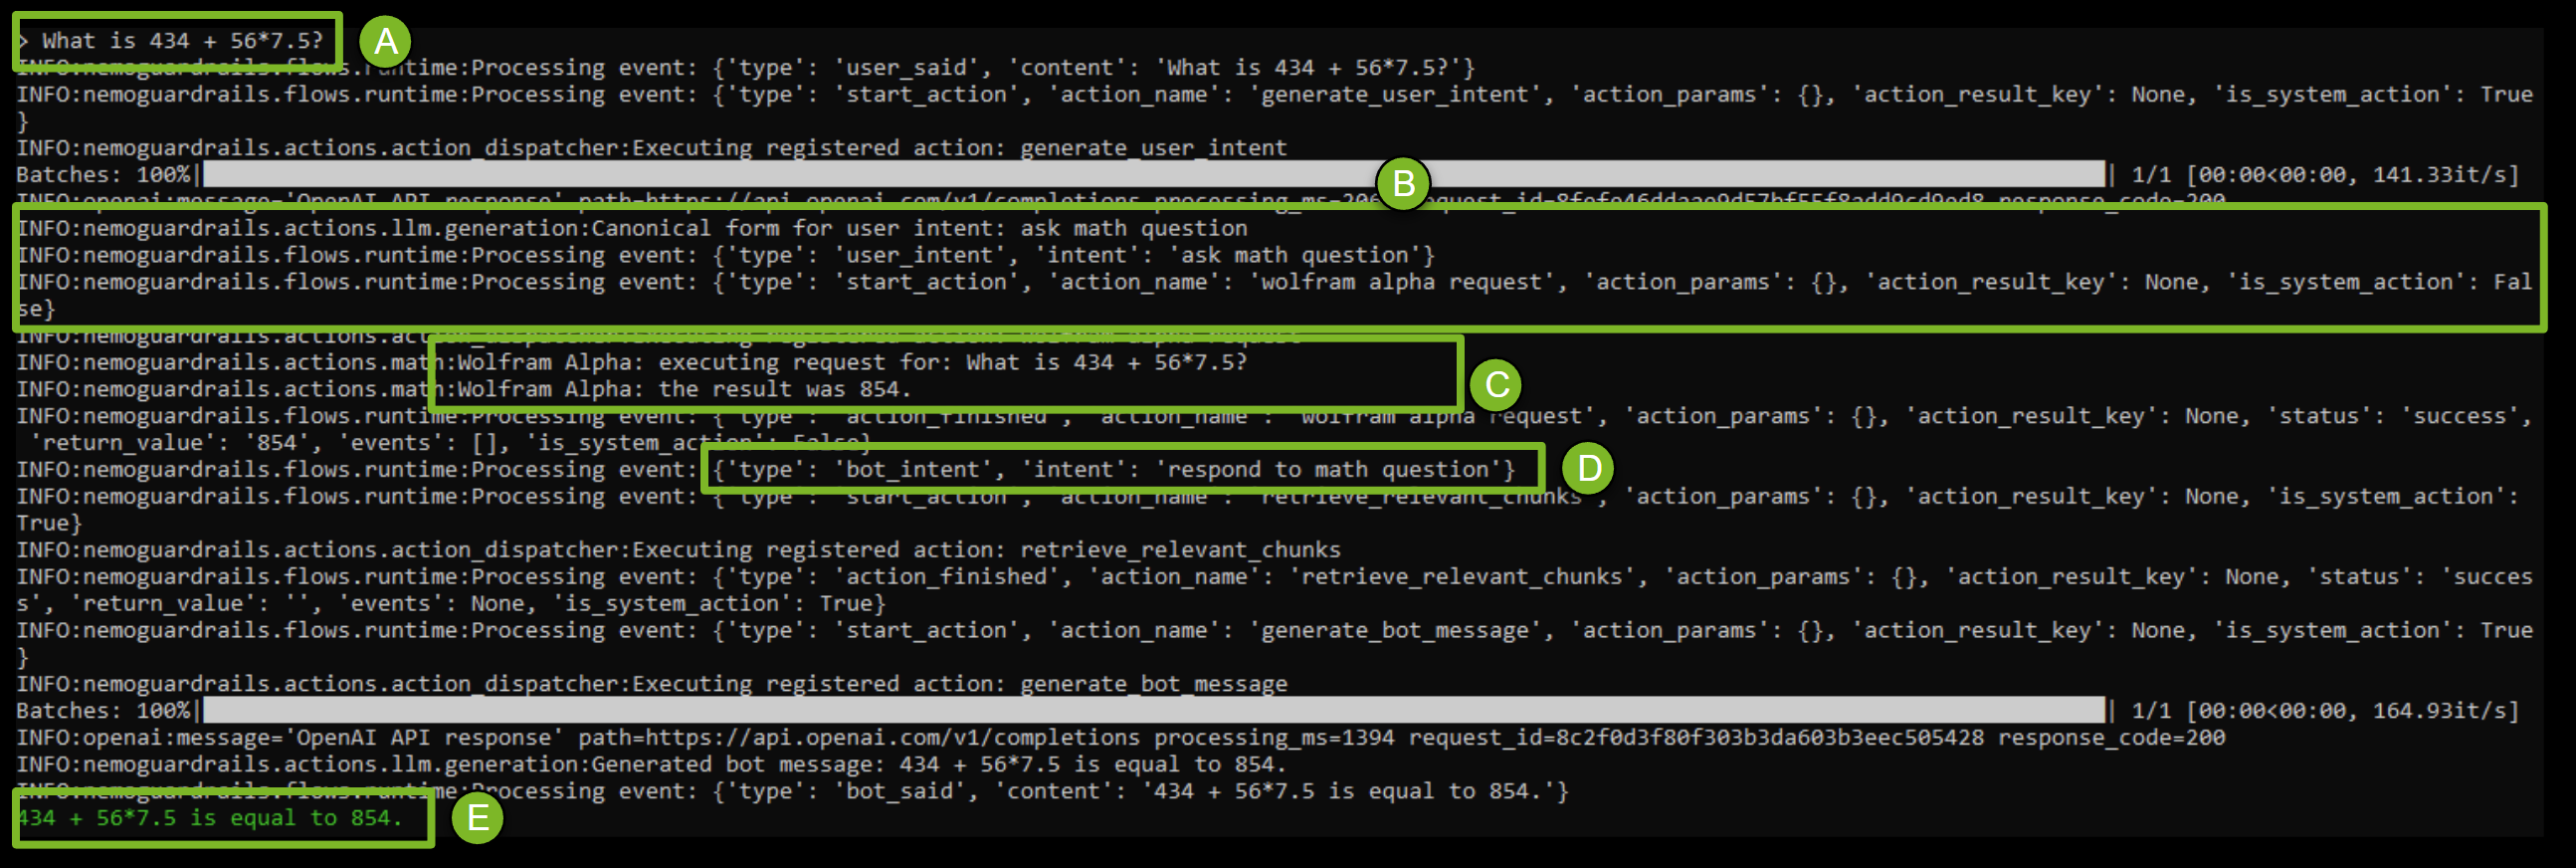 > What is 434 + 56*7.5?
A
INFO:nemoguardrails.flows.runtime:Processing event: {'type': 'user_said', 'content': 'What is 434 + 56*7.5?'}
INFO:nemoguardrails.flows.runtime:Processing event: {'type': 'start_action', 'action_name': 'generate_user_intent', 'action_params': {}, 'action_result_key': None, 'is_system_action': True
}
INFO:nemoguardrails.actions.action_dispatcher:Executing registered action: generate_user_intent
Batches: 100%| | 1/1 [00:00<00:00, 141.33it/s]
B
INFO:openai:message='OpenAI API response' path=https://api.openai.com/v1/completions response_code=200
INFO:nemoguardrails.actions.llm.generation:Canonical form for user intent: ask math question
INFO:nemoguardrails.flows.runtime:Processing event: {'type': 'user_intent', 'intent': 'ask math question'}
INFO:nemoguardrails.flows.runtime:Processing event: {'type': 'start_action', 'action_name': 'wolfram alpha request', 'action_params': {}, 'action_result_key': None, 'is_system_action': Fal
se}
INFO:nemoguardrails.actions.action_dispatcher:Executing registered action: wolfram alpha request
INFO:nemoguardrails.actions.math:Wolfram Alpha: executing request for: What is 434 + 56*7.5?
INFO:nemoguardrails.actions.math:Wolfram Alpha: the result was 854.
C
INFO:nemoguardrails.flows.runtime:Processing event: {'type': 'action_finished', 'action_name': 'wolfram alpha request', 'action_params': {}, 'action_result_key': None, 'status': 'success',
'return_value': '854', 'events': [], 'is_system_action': False}
INFO:nemoguardrails.flows.runtime:Processing event: {'type': 'bot_intent', 'intent': 'respond to math question'}
D
INFO:nemoguardrails.flows.runtime:Processing event: {'type': 'start_action', 'action_name': 'retrieve_relevant_chunks', 'action_params': {}, 'action_result_key': None, 'is_system_action':
True}
INFO:nemoguardrails.actions.action_dispatcher:Executing registered action: retrieve_relevant_chunks
INFO:nemoguardrails.flows.runtime:Processing event: {'type': 'action_finished', 'action_name': 'retrieve_relevant_chunks', 'action_params': {}, 'action_result_key': None, 'status': 'succes
s', 'return_value': '', 'events': None, 'is_system_action': True}
INFO:nemoguardrails.flows.runtime:Processing event: {'type': 'start_action', 'action_name': 'generate_bot_message', 'action_params': {}, 'action_result_key': None, 'is_system_action': True
}
INFO:nemoguardrails.actions.action_dispatcher:Executing registered action: generate_bot_message
Batches: 100%| | 1/1 [00:00<00:00, 164.93it/s]
INFO:openai:message='OpenAI API response' path=https://api.openai.com/v1/completions processing_ms=1394 request_id=8c2f0d3f80f303b3da603b3eec505428 response_code=200
INFO:nemoguardrails.actions.llm.generation:Generated bot message: 434 + 56*7.5 is equal to 854.
INFO:nemoguardrails.flows.runtime:Processing event: {'type': 'bot_said', 'content': '434 + 56*7.5 is equal to 854.'}
434 + 56*7.5 is equal to 854.
E